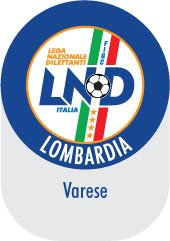 LEGA
NAZIONALE
DILETTANTI
FIGC
LND
ITALIA
LOMBARDIA
Varese